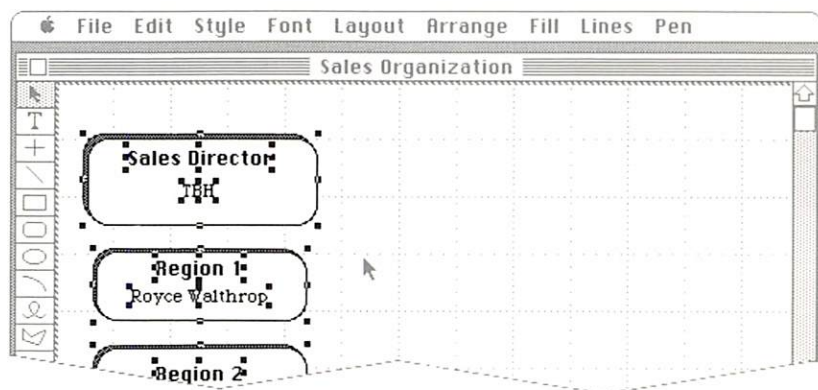 File Edit Style Font Layout Arrange Fill Lines Pen
Sales Organization
T
Sales Director
TBH
Region 1
Royce Walthrop
Region 2